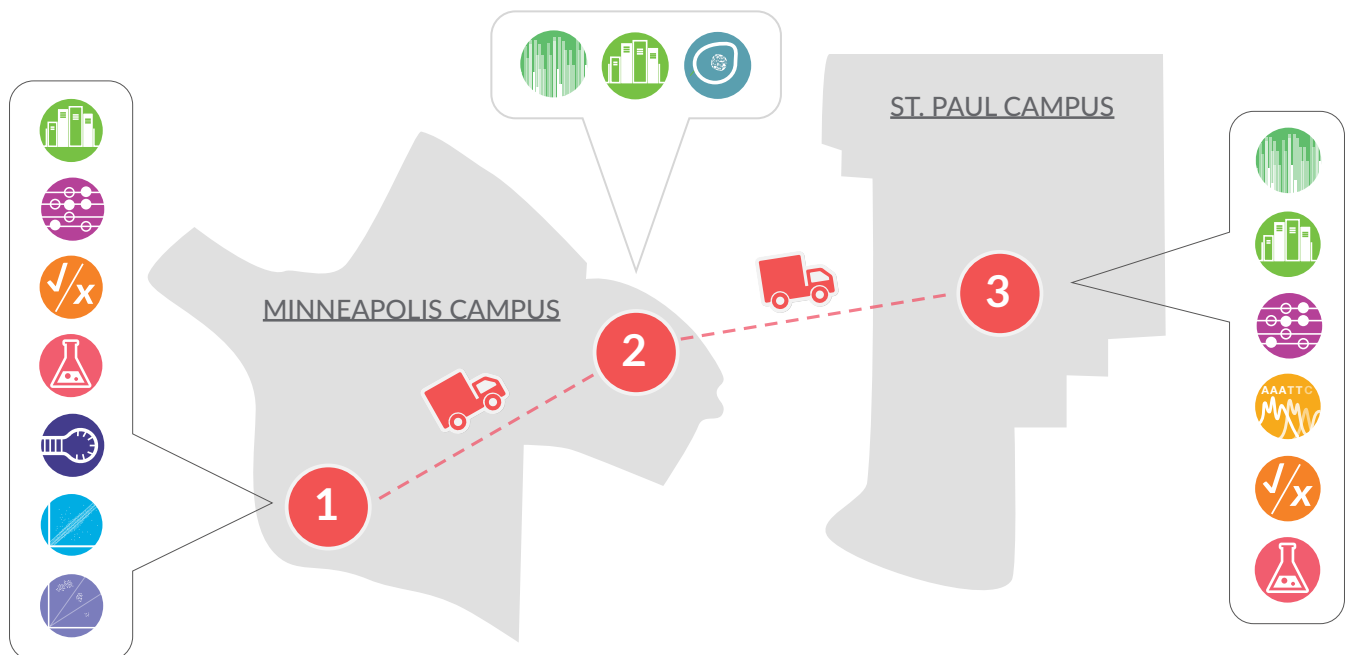 ST. PAUL CAMPUS
MINNEAPOLIS CAMPUS
1
2
3
√/x
AAATTC
√/x